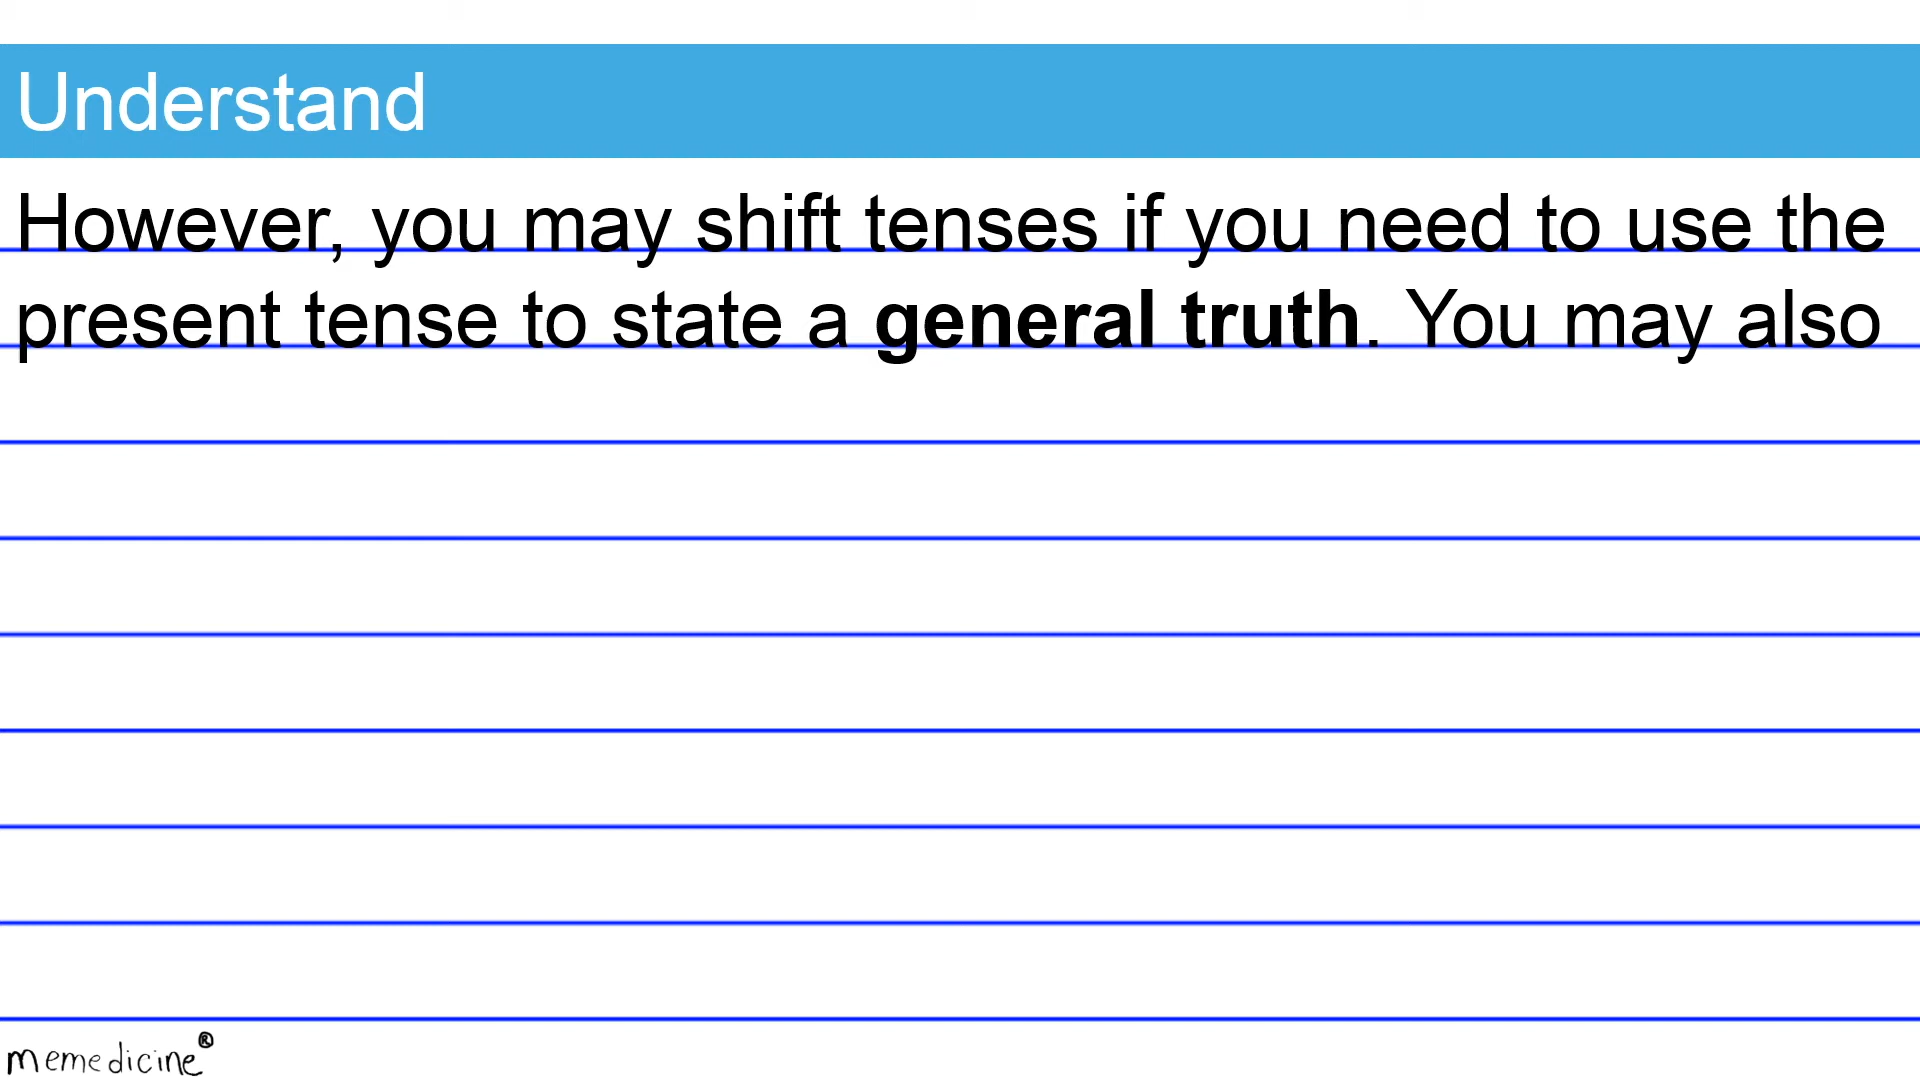 Understand
However, you may shift tenses if you need to use the
present tense to state a general truth. You may also
memedicine®